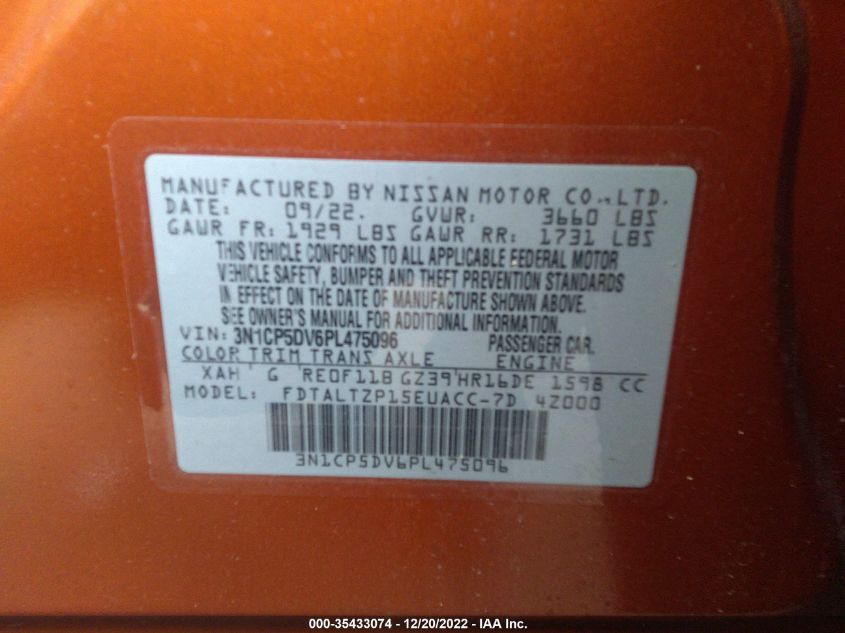 MANUFACTURED BY NISSAN MOTOR CO.,LTD.
DATE: 09/22. GVWR: 3660 LBS
GAWR FR: 1929 LBS GAWR RR: 1731 LBS
THIS VEHICLE CONFORMS TO ALL APPLICABLE FEDERAL MOTOR
VEHICLE SAFETY, BUMPER AND THEFT PREVENTION STANDARDS
IN EFFECT ON THE DATE OF MANUFACTURE SHOWN ABOVE.
SEE OWNER'S MANUAL FOR ADDITIONAL INFORMATION.
VIN: 3N1CP5DV6PL475096 PASSENGER CAR.
COLOR TRIM TRANS AXLE ENGINE
XAH G RE0F11B GZ39 HR16DE 1598 CC
MODEL: FDTALTZP15EUACC-7D 4Z000
3N1CP5DV6PL475096
000-35433074 - 12/20/2022 - IAA Inc.